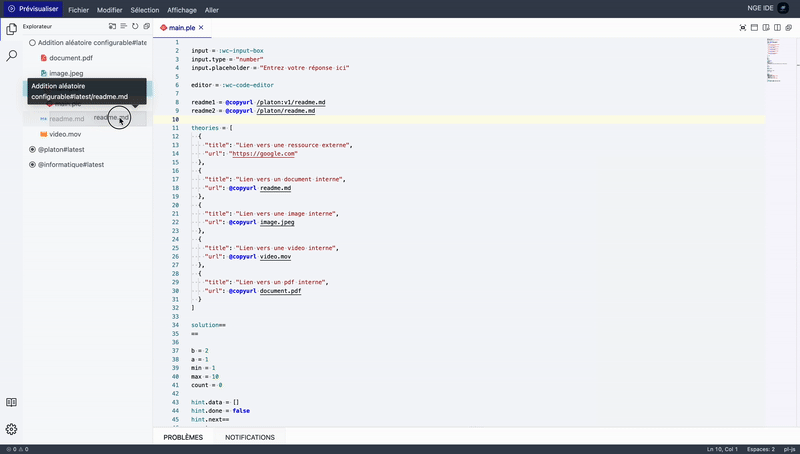 Prévisualiser
Fichier
Modifier
Sélection
Affichage
Aller
NGE IDE
Explorateur
Addition aléatoire configurable#late
document.pdf
image.jpeg
Addition aléatoire
configurable#latest/readme.md
main.ple
readme.md
readme.md
video.mov
@platon#latest
@informatique#latest
main.ple
1
2 input = :wc-input-box
3 input.type = "number"
4 input.placeholder = "Entrez votre réponse ici"
5
6 editor = :wc-code-editor
7
8 readme1 = @copyurl /platon:v1/readme.md
9 readme2 = @copyurl /platon/readme.md
10
11 theories = [
12 {
13 "title": "Lien vers une ressource externe",
14 "url": "https://google.com"
15 },
16 {
17 "title": "Lien vers un document interne",
18 "url": @copyurl readme.md
19 },
20 {
21 "title": "Lien vers une image interne",
22 "url": @copyurl image.jpeg
23 },
24 {
25 "title": "Lien vers une video interne",
26 "url": @copyurl video.mov
27 },
28 {
29 "title": "Lien vers un pdf interne",
30 "url": @copyurl document.pdf
31 }
32 ]
33
34 solution==
35 ==
36
37 b = 2
38 a = 1
39 min = 1
40 max = 10
41 count = 0
42
43 hint.data = []
44 hint.done = false
45 hint.next==
PROBLÈMES
NOTIFICATIONS
0 0
Ln 10, Col 1
Espaces: 2
pl-js